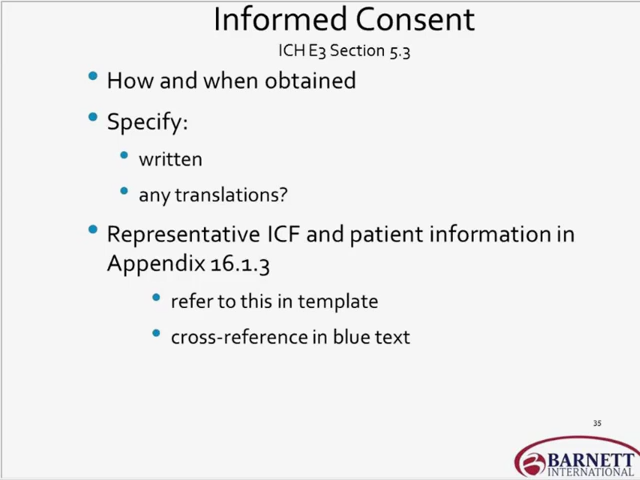 Informed Consent
ICH E3 Section 5.3
• How and when obtained
• Specify:
• written
• any translations?
• Representative ICF and patient information in
Appendix 16.1.3
• refer to this in template
• cross-reference in blue text
35
BARNETT
INTERNATIONAL